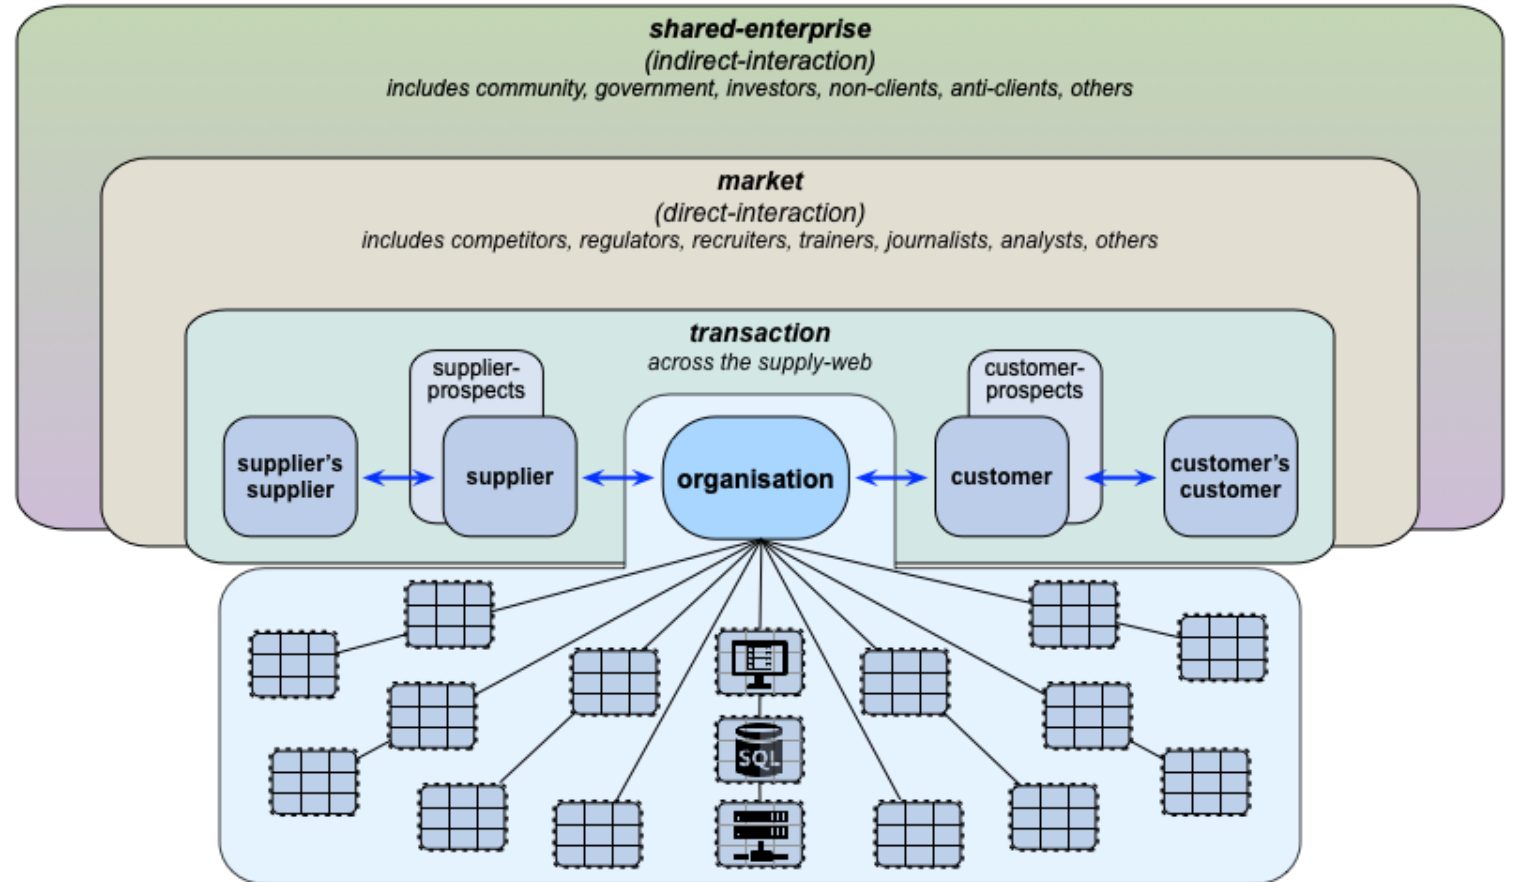 shared-enterprise
(indirect-interaction)
includes community, government, investors, non-clients, anti-clients, others
market
(direct-interaction)
includes competitors, regulators, recruiters, trainers, journalists, analysts, others
transaction
across the supply-web
supplier-
prospects
customer-
prospects
supplier’s
supplier
supplier
organisation
customer
customer’s
customer
SQL